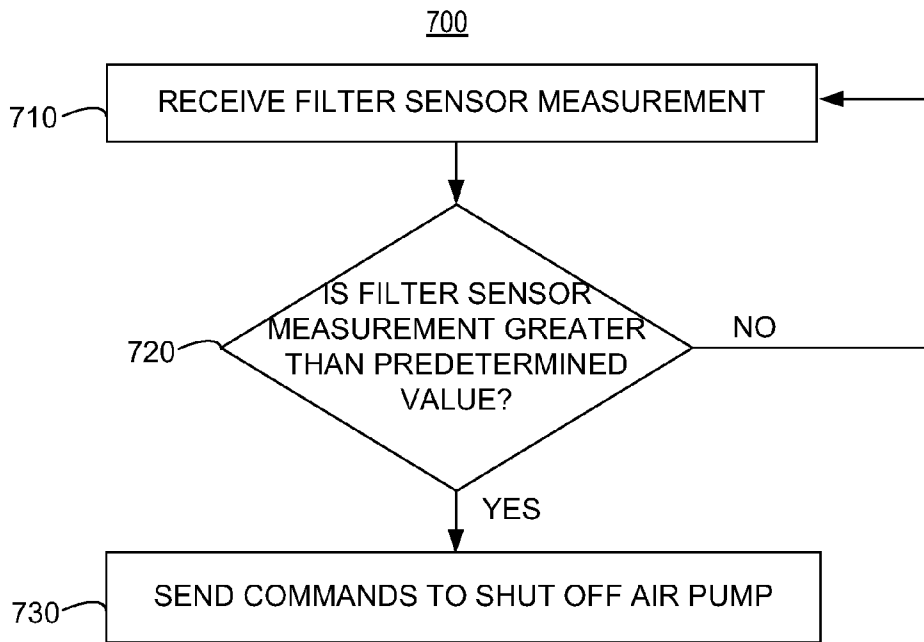 700
RECEIVE FILTER SENSOR MEASUREMENT
710
IS FILTER SENSOR
MEASUREMENT GREATER
THAN PREDETERMINED
VALUE?
720
NO
YES
SEND COMMANDS TO SHUT OFF AIR PUMP
730